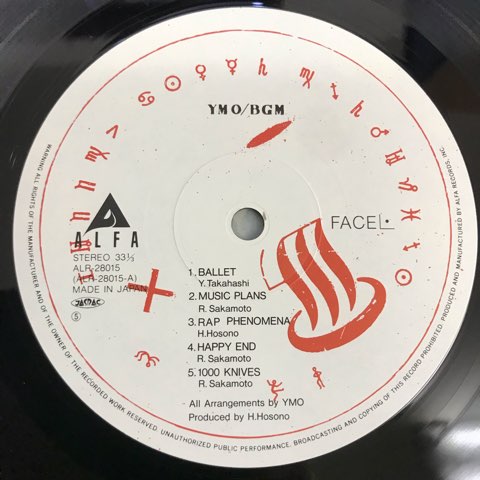 YMO/BGM
ALFA
STEREO 33⅓
ALR-28015
(ALR-28015-A)
MADE IN JAPAN
JASRAC
Ⓢ
FACE L.
1. BALLET
Y. Takahashi
2. MUSIC PLANS
R. Sakamoto
3. RAP PHENOMENA
H.Hosono
4. HAPPY END
R. Sakamoto
5. 1000 KNIVES
R. Sakamoto
All Arrangements by YMO
Produced by H.Hosono
WARNING ALL RIGHTS OF THE MANUFACTURER AND OF THE OWNER OF THE RECORDED WORK RESERVED. UNAUTHORIZED PUBLIC PERFORMANCE, BROADCASTING AND COPYING OF THIS RECORD PROHIBITED. PRODUCED AND MANUFACTURED BY ALFA RECORDS, INC.